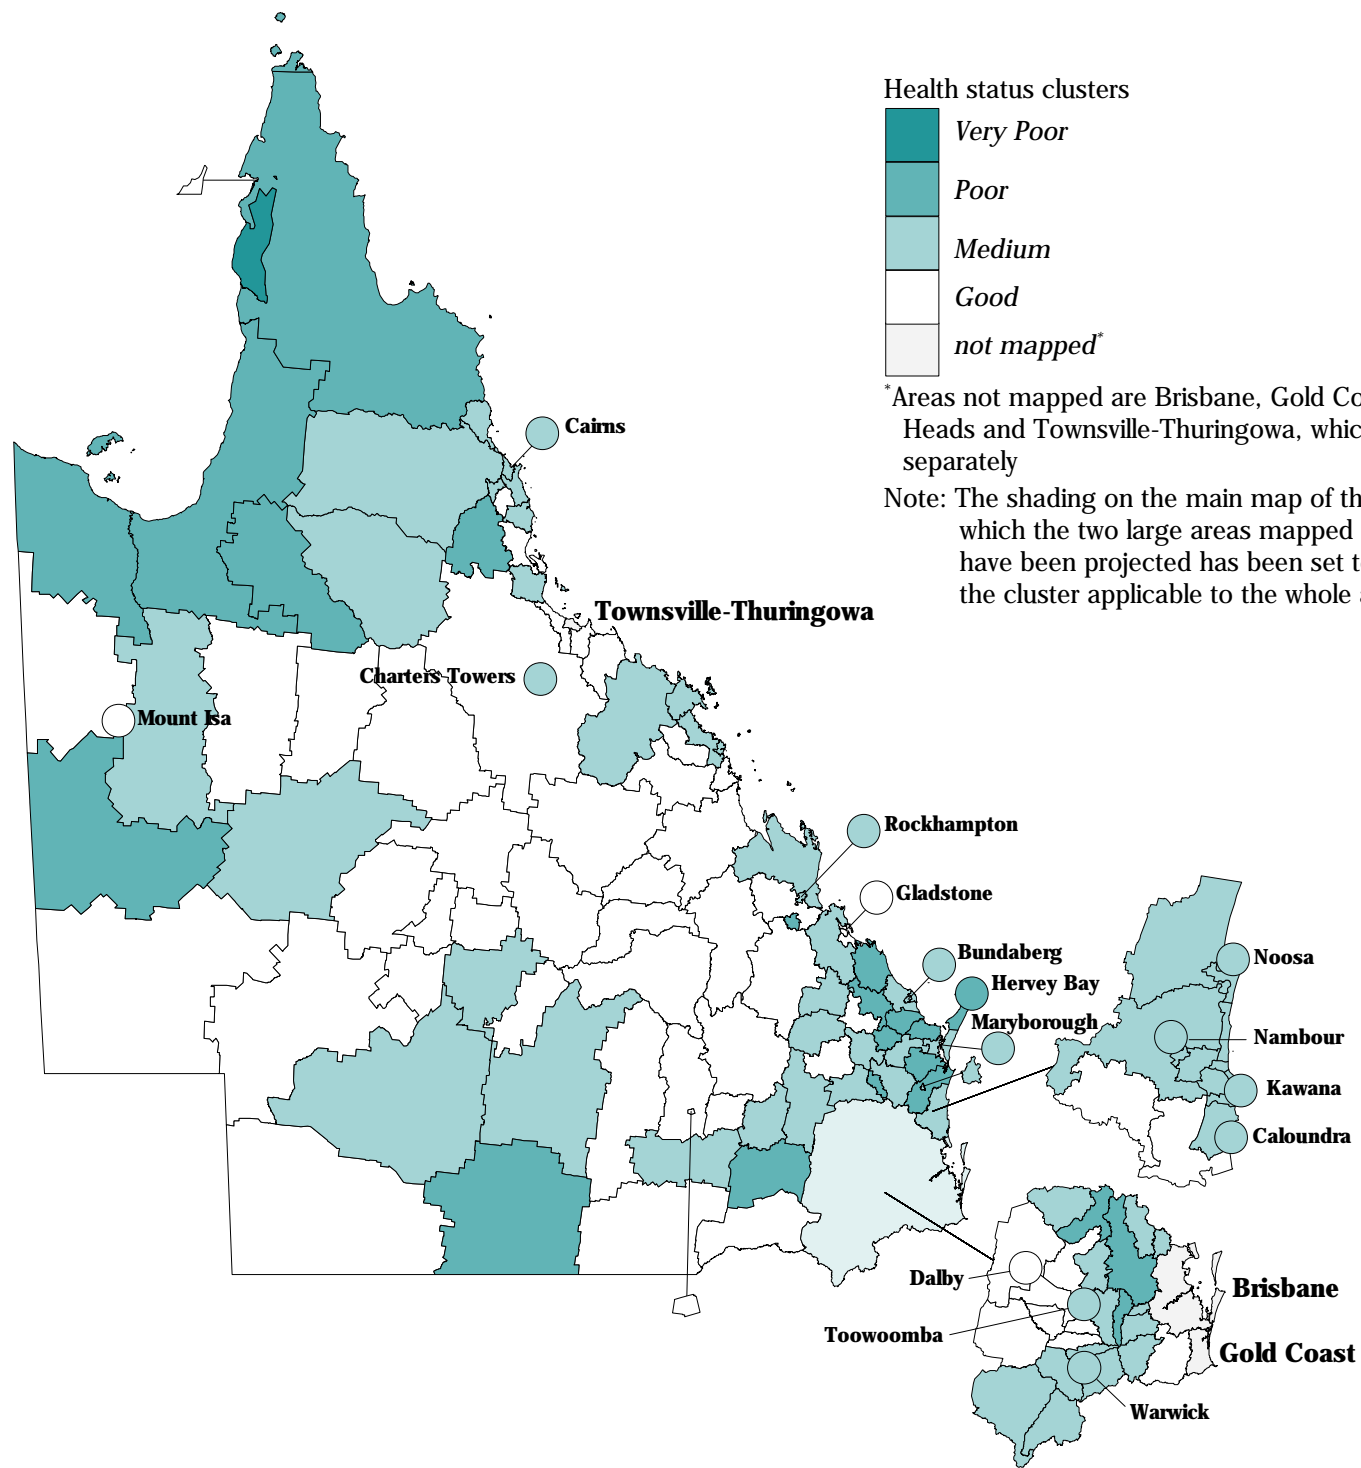 Health status clusters
Very Poor
Poor
Medium
Good
not mapped*
*Areas not mapped are Brisbane, Gold Co
Heads and Townsville-Thuringowa, whic
separately
Note: The shading on the main map of th
which the two large areas mapped
have been projected has been set t
the cluster applicable to the whole a
Cairns
Townsville-Thuringowa
Charters Towers
Mount Isa
Rockhampton
Gladstone
Bundaberg
Hervey Bay
Maryborough
Noosa
Nambour
Kawana
Caloundra
Dalby
Brisbane
Toowoomba
Gold Coast
Warwick